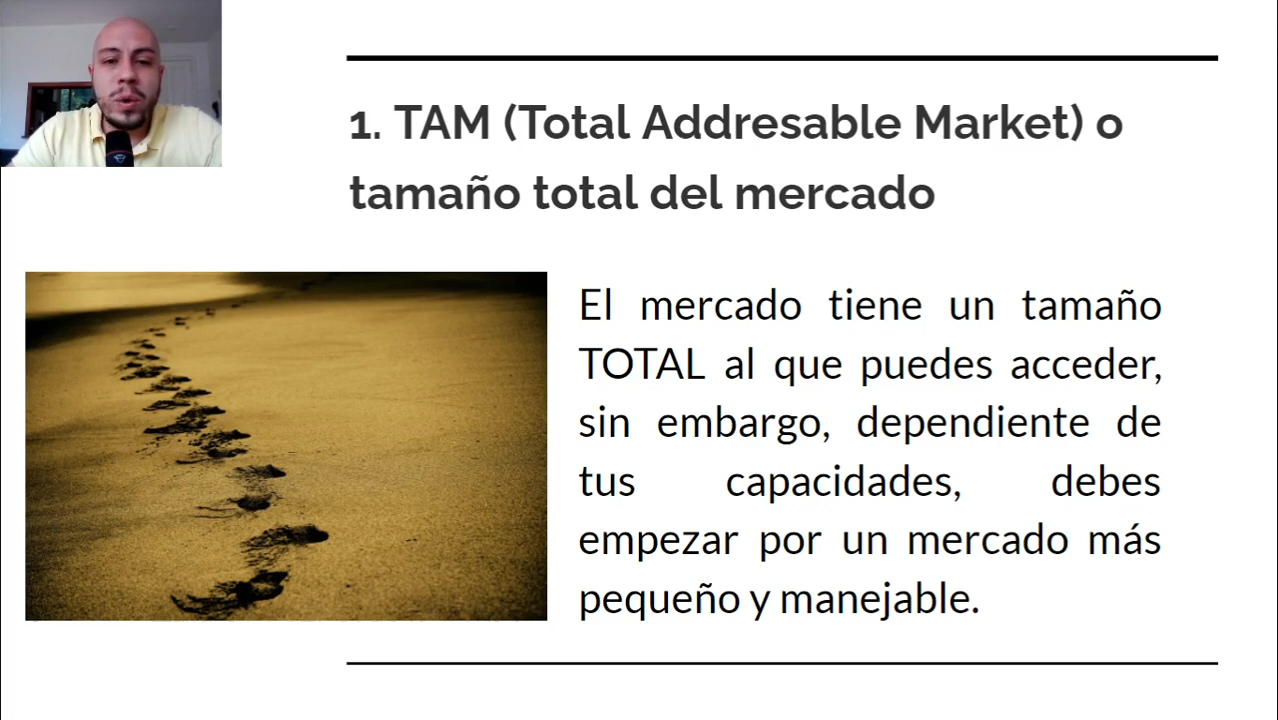 1. TAM (Total Addresable Market) o
tamaño total del mercado
El mercado tiene un tamaño
TOTAL al que puedes acceder,
sin embargo, dependiente de
tus capacidades, debes
empezar por un mercado más
pequeño y manejable.